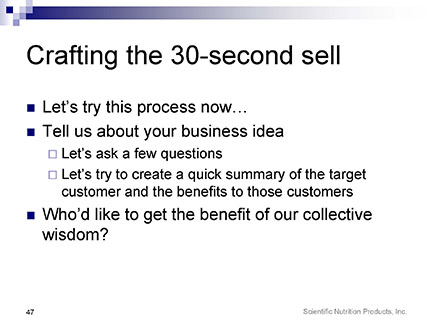 Crafting the 30-second sell
Let's try this process now…
Tell us about your business idea
Let's ask a few questions
Let's try to create a quick summary of the target
customer and the benefits to those customers
Who'd like to get the benefit of our collective
wisdom?
47
Scientific Nutrition Products, Inc.